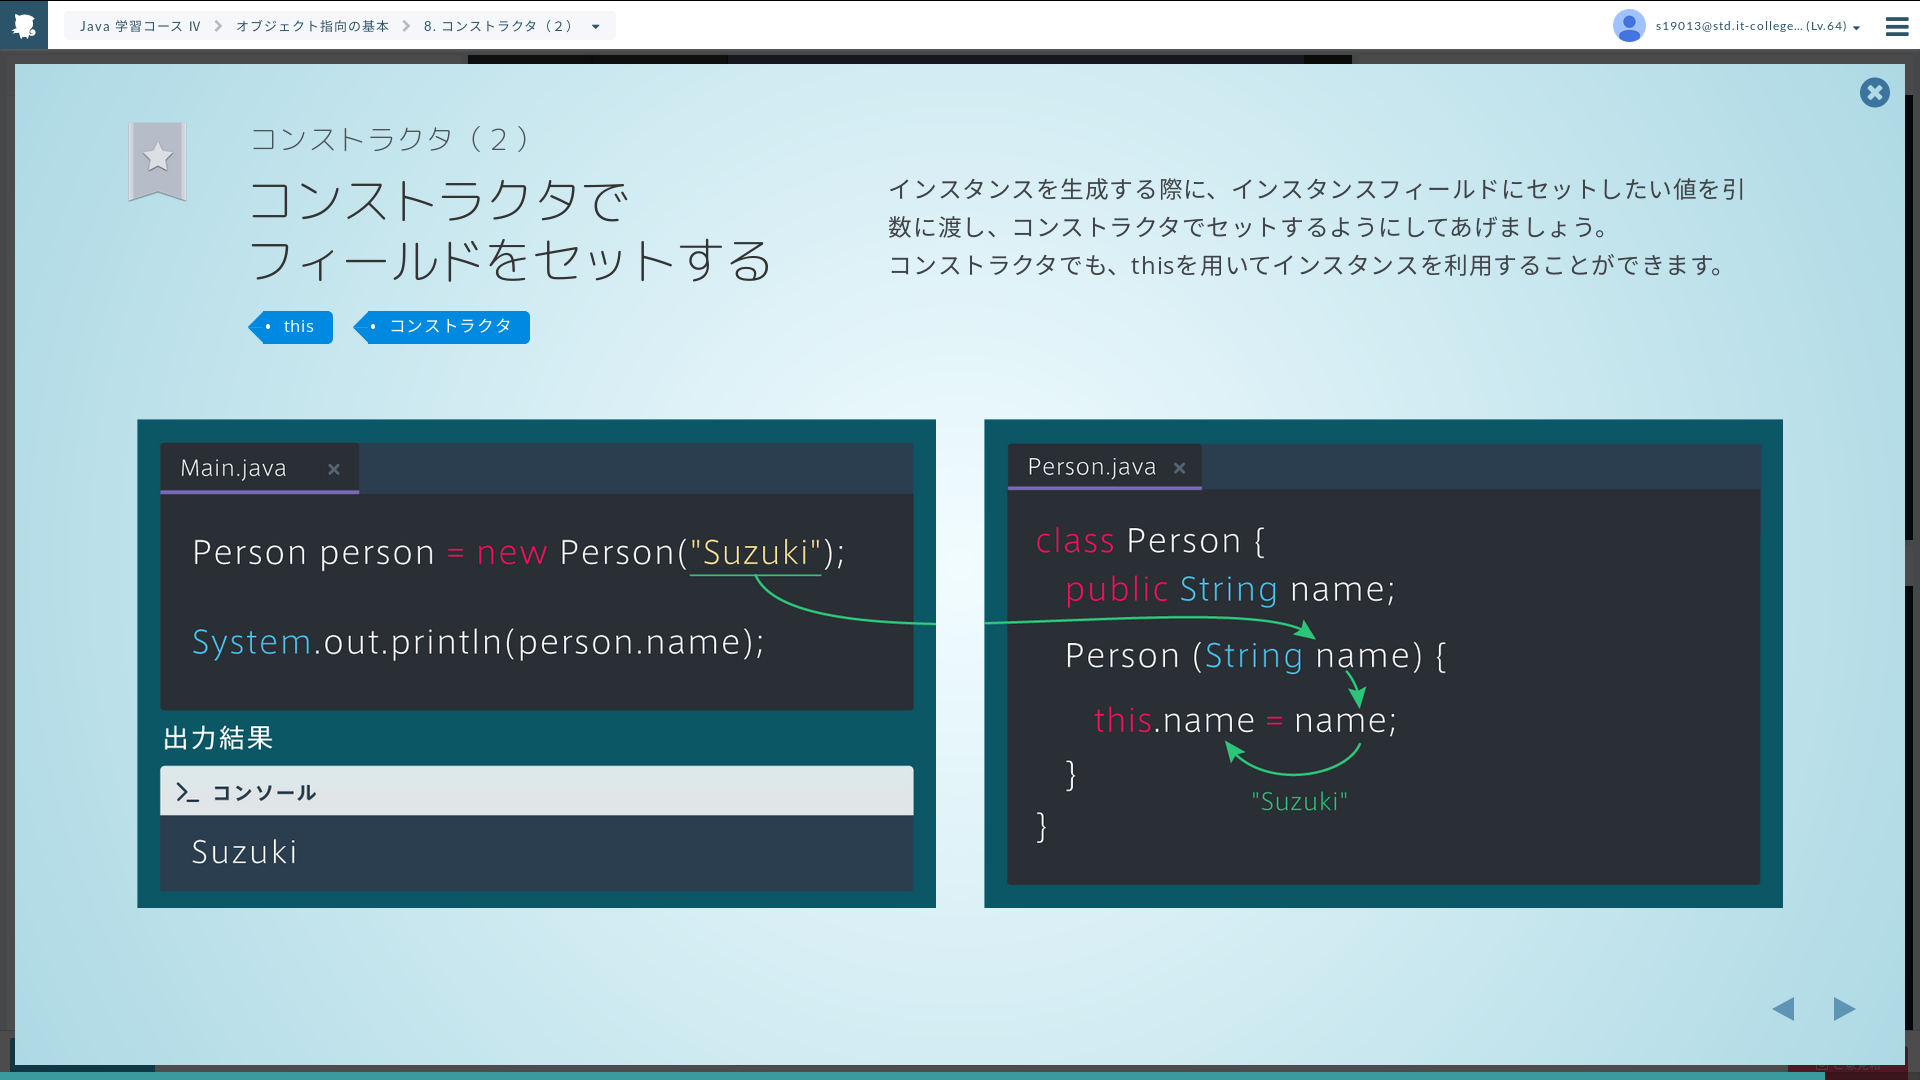 Java 学習コース Ⅳ
オブジェクト指向の基本
8. コンストラクタ（２）
s19013@std.it-college... (Lv.64)
コンストラクタ（２）
コンストラクタで
フィールドをセットする
this
コンストラクタ
インスタンスを生成する際に、インスタンスフィールドにセットしたい値を引
数に渡し、コンストラクタでセットするようにしてあげましょう。
コンストラクタでも、thisを用いてインスタンスを利用することができます。
Main.java
Person person = new Person("Suzuki");
System.out.println(person.name);
出力結果
コンソール
Suzuki
Person.java
class Person {
public String name;
Person (String name) {
this.name = name;
}
"Suzuki"
}